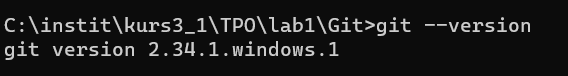 C:\instit\kurs3_1\TPO\lab1\Git>git --version
git version 2.34.1.windows.1